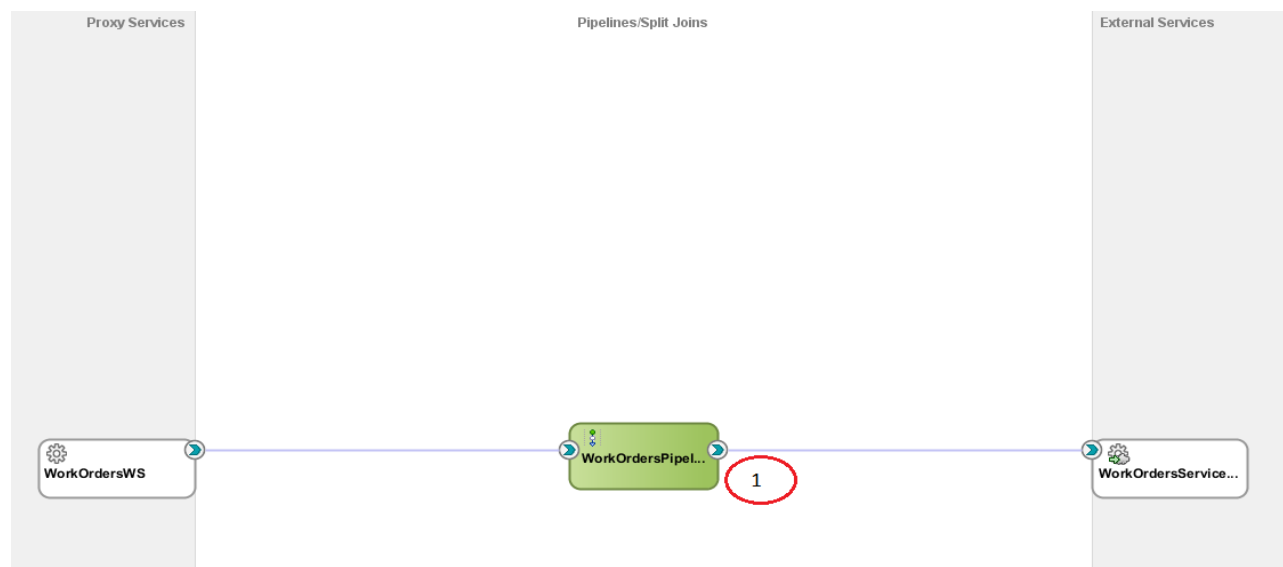 Proxy Services
Pipelines/Split Joins
External Services
WorkOrdersWS
WorkOrdersPipel...
1
WorkOrdersService...